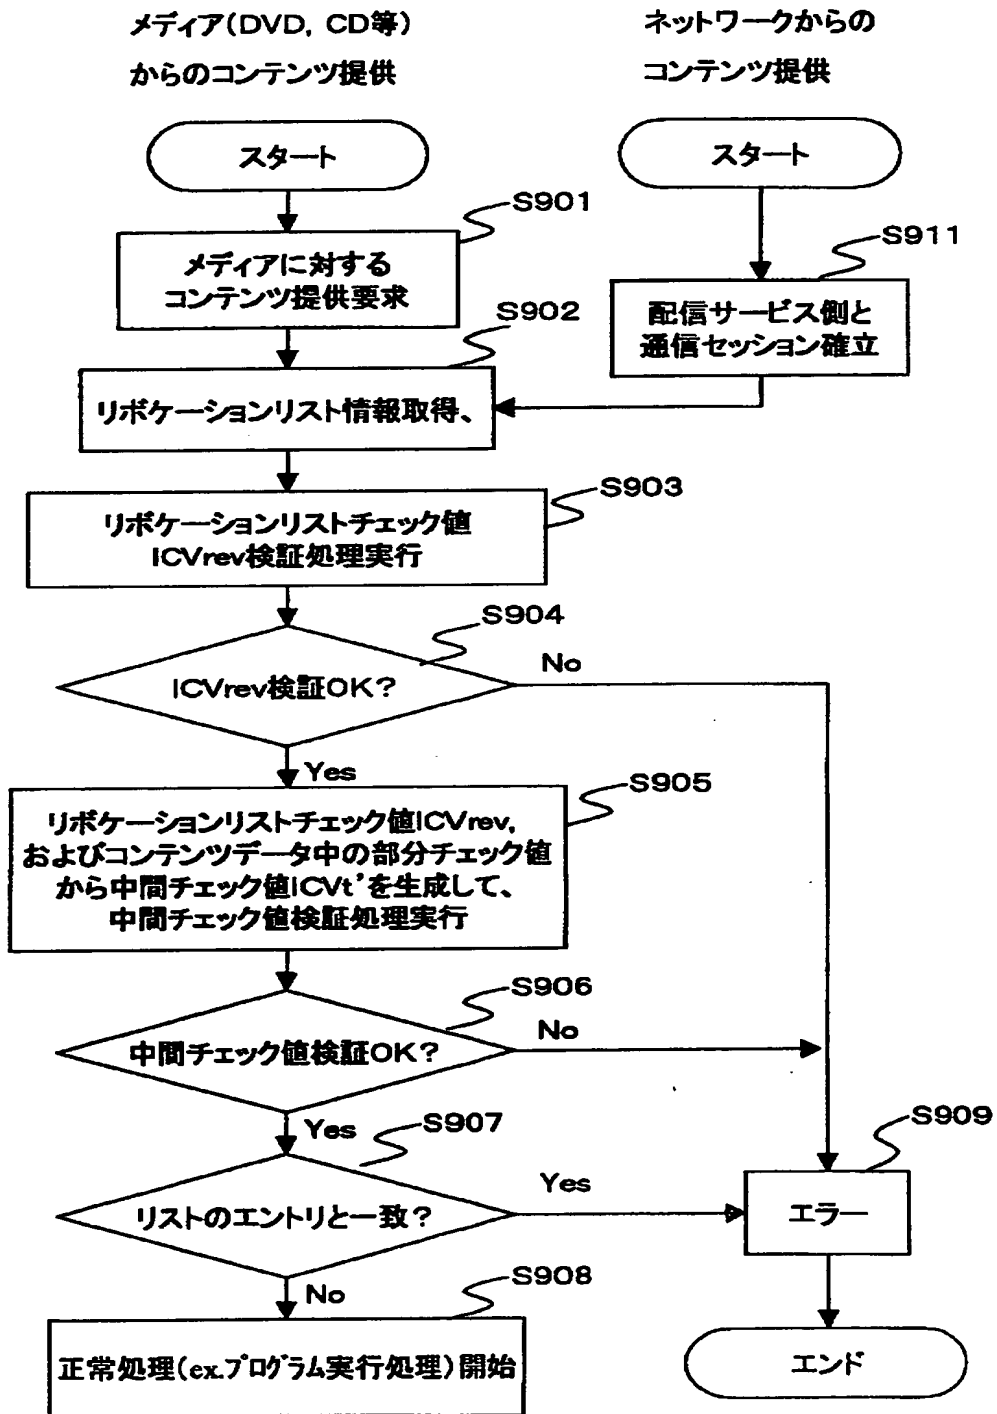 メディア(DVD, CD等)
からのコンテンツ提供
ネットワークからの
コンテンツ提供
スタート
スタート
S901
メディアに対する
コンテンツ提供要求
S911
配信サービス側と
通信セッション確立
S902
リボケーションリスト情報取得、
S903
リボケーションリストチェック値
ICVrev検証処理実行
S904
ICVrev検証OK?
No
Yes
S905
リボケーションリストチェック値ICVrev,
およびコンテンツデータ中の部分チェック値
から中間チェック値ICVt'を生成して、
中間チェック値検証処理実行
S906
中間チェック値検証OK?
No
Yes
S907
リストのエントリと一致?
Yes
S909
エラー
No
S908
正常処理(ex.プログラム実行処理)開始
エンド